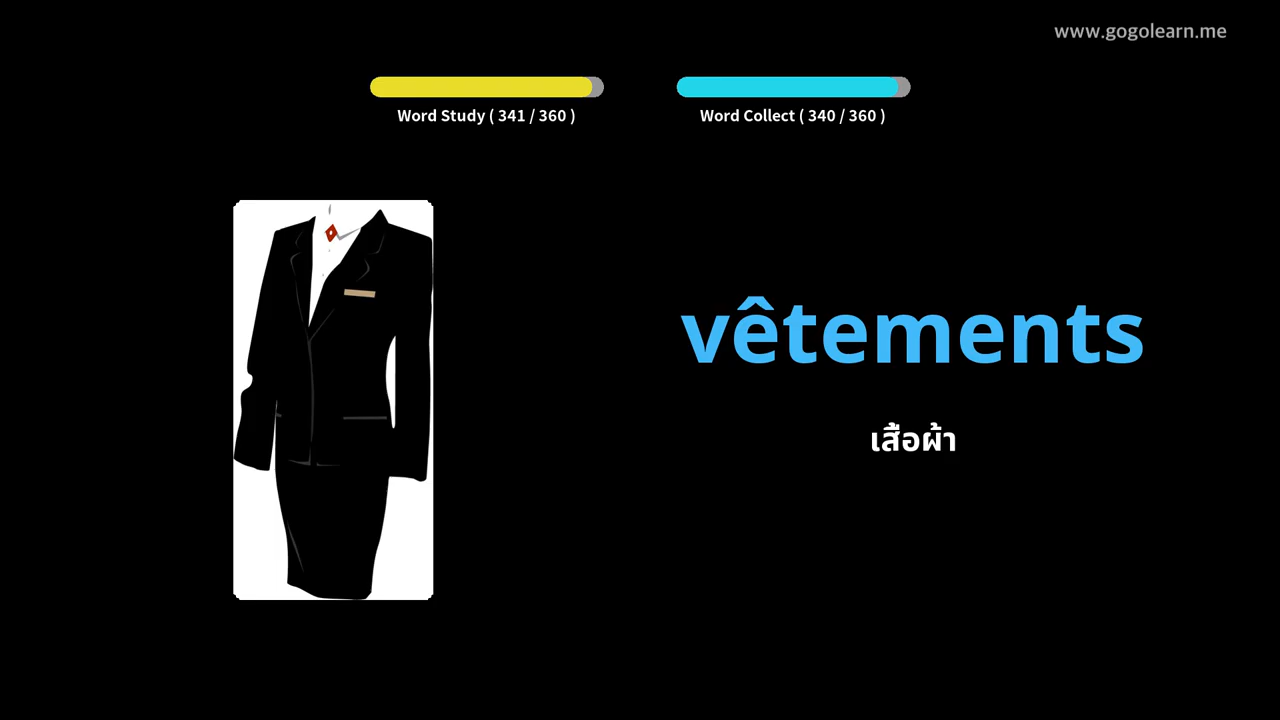 www.gogolearn.me
Word Study ( 341 / 360 )
Word Collect ( 340 / 360 )
vêtements
เสื้อผ้า